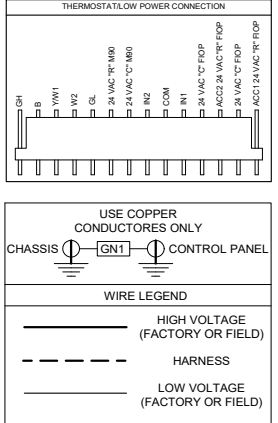 THERMOSTAT/LOW POWER CONNECTION
GH
B
Y/W1
W2
GL
24 VAC "R" M90
24 VAC "C" M90
IN2
COM
IN1
24 VAC "C" FIOP
ACC2 24 VAC "R" FIOP
24 VAC "C" FIOP
ACC1 24 VAC "R" FIOP
USE COPPER
CONDUCTORES ONLY
CHASSIS GN1 CONTROL PANEL
WIRE LEGEND
HIGH VOLTAGE
(FACTORY OR FIELD)
HARNESS
LOW VOLTAGE
(FACTORY OR FIELD)